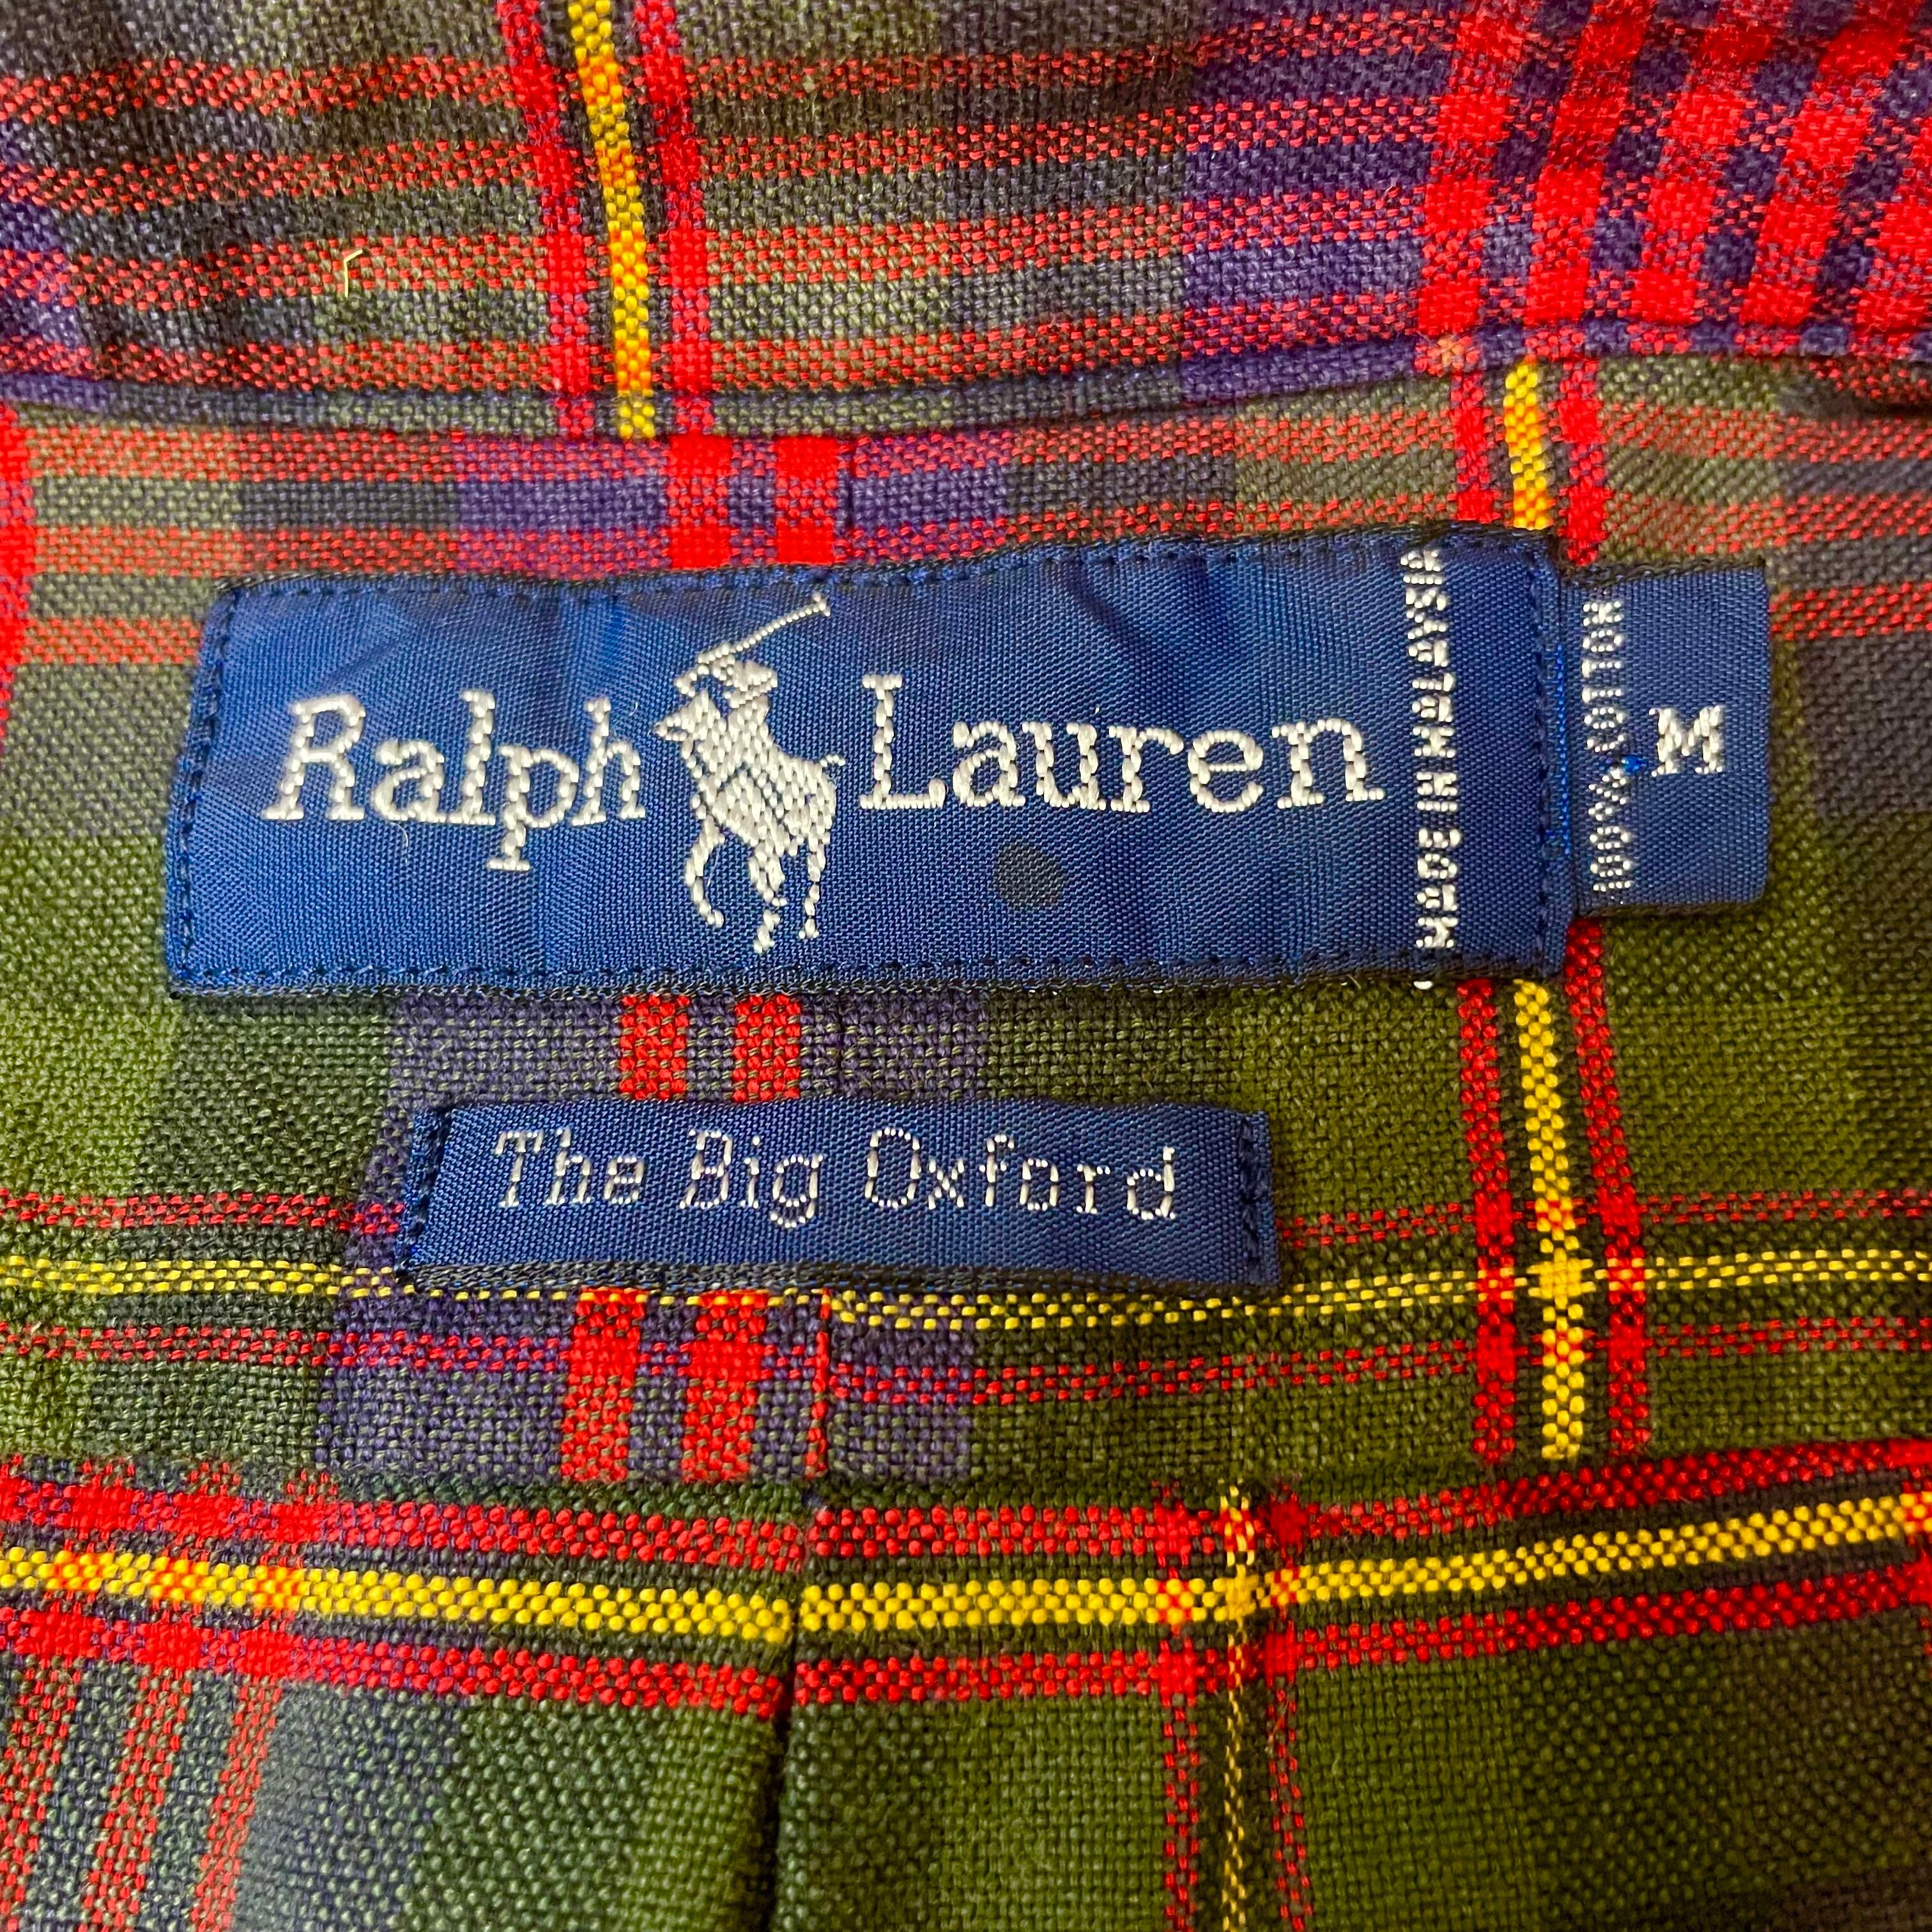 Ralph Lauren
MADE IN MALAYSIA
100% COTTON
M
The Big Oxford